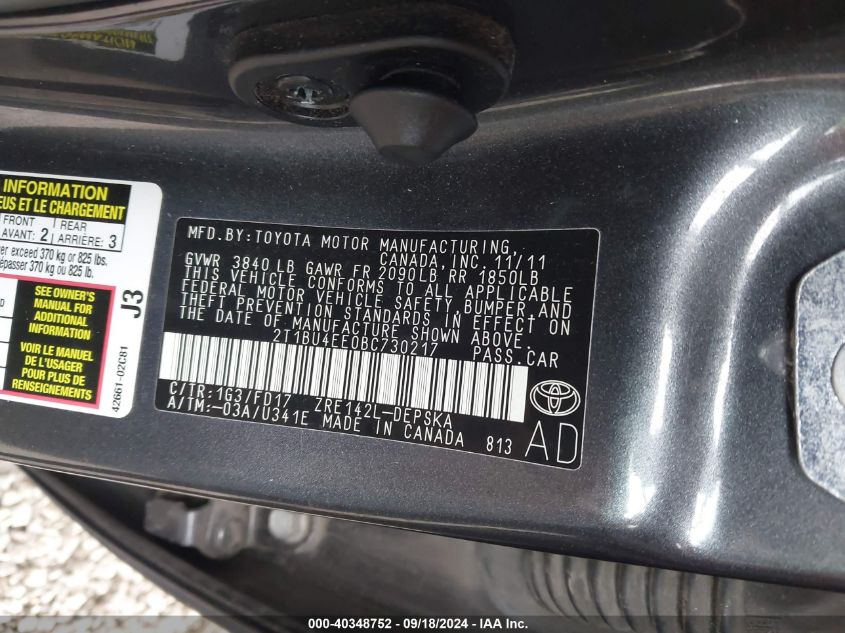 INFORMATION
EUS ET LE CHARGEMENT
FRONT
AVANT: 2
REAR
ARRIÈRE: 3
er exceed 370 kg or 825 lbs.
épasser 370 kg ou 825 lb.
SEE OWNER'S
MANUAL FOR
ADDITIONAL
INFORMATION
VOIR LE MANUEL
DE L'USAGER
POUR PLUS DE
RENSEIGNEMENTS
J3
42661-02C81
MFD.BY:TOYOTA MOTOR MANUFACTURING,
CANADA,INC.11/11
GVWR 3840LB GAWR FR 2090LB,RR 1850LB
THIS VEHICLE CONFORMS TO ALL APPLICABLE
FEDERAL MOTOR VEHICLE SAFETY,BUMPER,AND
THEFT PREVENTION STANDARDS IN EFFECT ON
THE DATE OF MANUFACTURE SHOWN ABOVE.
2T1BU4EE0BC730217 PASS.CAR
C/TR:1G3/FD17 ZRE142L-DEPSKA
A/TM:-03A/U341E MADE IN CANADA 813
AD
000-40348752 - 09/18/2024 - IAA Inc.